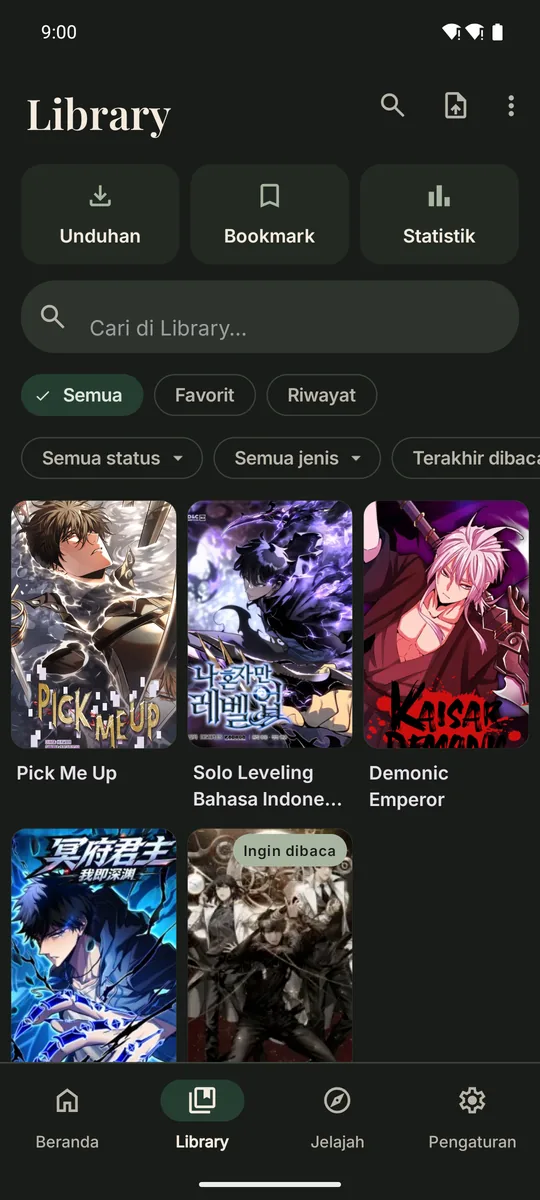 9:00
Library
Unduhan
Bookmark
Statistik
Cari di Library...
Semua
Favorit
Riwayat
Semua status
Semua jenis
Terakhir dibaca
PICK ME UP
나 혼자만
레벨업
KAISAR
DEMONIK
Pick Me Up
Solo Leveling
Bahasa Indone...
Demonic
Emperor
冥府君主
我即深渊
Ingin dibaca
Beranda
Library
Jelajah
Pengaturan